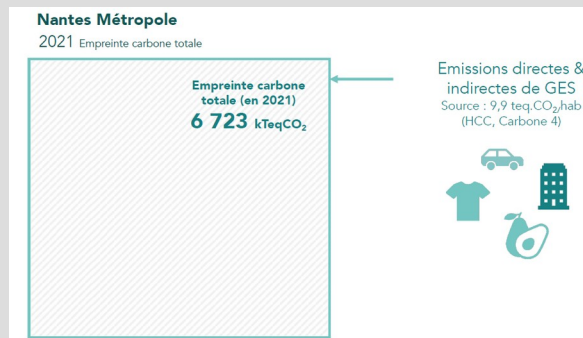 Nantes Métropole
2021 Empreinte carbone totale
Empreinte carbone
totale (en 2021)
6 723 kTeqCO₂
Emissions directes &
indirectes de GES
Source : 9,9 teq.CO₂/hab
(HCC, Carbone 4)